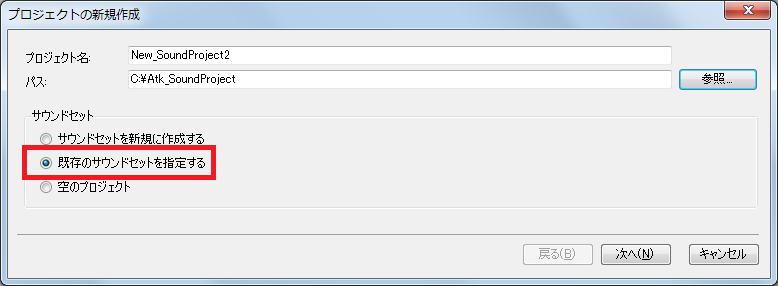 プロジェクトの新規作成
プロジェクト名: New_SoundProject2
パス: C:¥Atk_SoundProject 参照...
サウンドセット
サウンドセットを新規に作成する
既存のサウンドセットを指定する
空のプロジェクト
戻る(B) 次へ(N) キャンセル